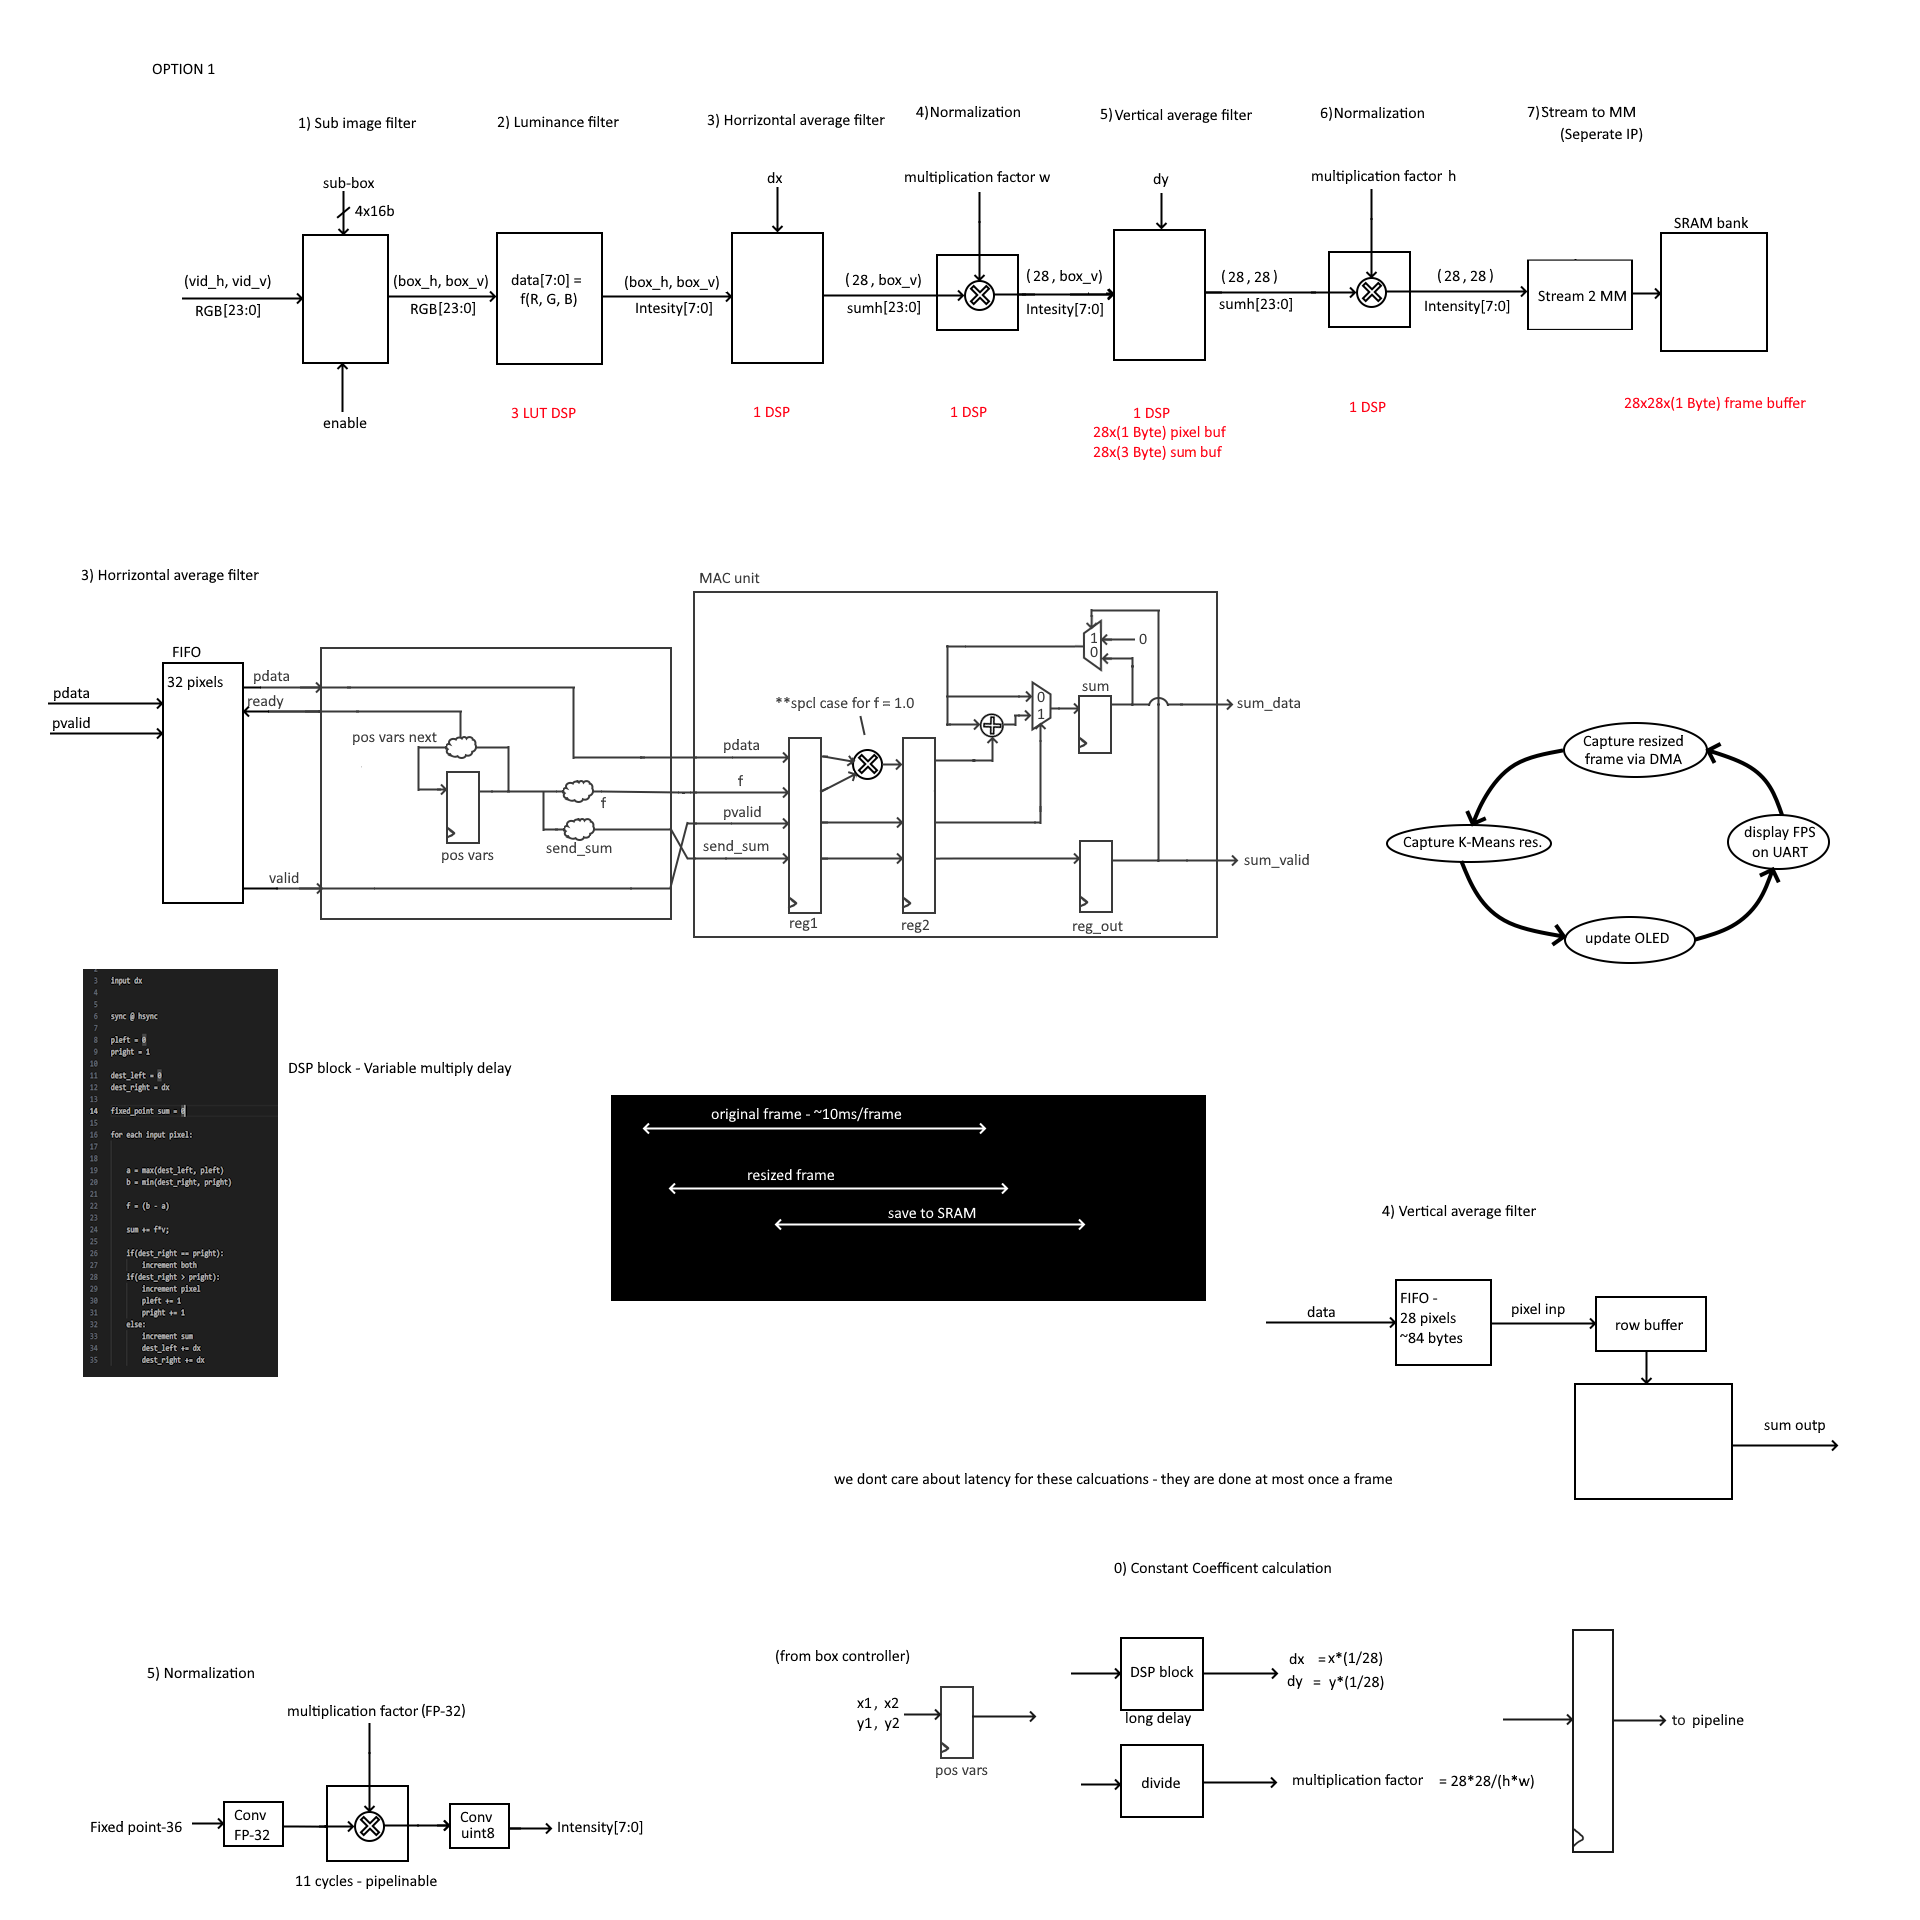 OPTION 1
1) Sub image filter
2) Luminance filter
3) Horrizontal average filter
4)Normalization
5)Vertical average filter
6)Normalization
7)Stream to MM
(Seperate IP)
sub-box
4x16b
dx
multiplication factor w
dy
multiplication factor h
SRAM bank
(vid_h, vid_v)
RGB[23:0]
(box_h, box_v)
RGB[23:0]
data[7:0] =
f(R, G, B)
(box_h, box_v)
Intesity[7:0]
(28, box_v)
sumh[23:0]
(28, box_v)
Intesity[7:0]
(28, 28)
sumh[23:0]
(28, 28)
Intensity[7:0]
Stream 2 MM
enable
3 LUT DSP
1 DSP
1 DSP
1 DSP
28x(1 Byte) pixel buf
28x(3 Byte) sum buf
1 DSP
28x28x(1 Byte) frame buffer
3) Horrizontal average filter
MAC unit
FIFO
32 pixels
pdata
pvalid
pdata
ready
pos vars next
pos vars
f
send_sum
valid
pdata
f
pvalid
send_sum
**spcl case for f = 1.0
reg1
reg2
1
0
0
0
1
sum
reg_out
sum_data
sum_valid
Capture resized
frame via DMA
Capture K-Means res.
display FPS
on UART
update OLED
2
3 input dx
4
5
6 sync @ hsync
7
8 pleft = 0
9 pright = 1
10
11 dest_left = 0
12 dest_right = dx
13
14 fixed_point sum = 0
15
16 for each input pixel:
17
18
19 a = max(dest_left, pleft)
20 b = min(dest_right, pright)
21
22 f = (b - a)
23
24 sum += f*v;
25
26 if(dest_right == pright):
27 increment both
28 if(dest_right > pright):
29 increment pixel
30 pleft += 1
31 pright += 1
32 else:
33 increment sum
34 dest_left += dx
35 dest_right += dx
DSP block - Variable multiply delay
original frame - ~10ms/frame
resized frame
save to SRAM
4) Vertical average filter
data
FIFO -
28 pixels
~84 bytes
pixel inp
row buffer
sum outp
we dont care about latency for these calcuations - they are done at most once a frame
0) Constant Coefficent calculation
(from box controller)
x1, x2
y1, y2
pos vars
DSP block
long delay
dx = x*(1/28)
dy = y*(1/28)
divide
multiplication factor = 28*28/(h*w)
to pipeline
5) Normalization
multiplication factor (FP-32)
Fixed point-36
Conv
FP-32
Conv
uint8
Intensity[7:0]
11 cycles - pipelinable